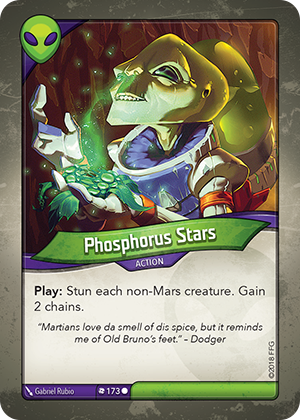 Phosphorus Stars
ACTION
Play: Stun each non-Mars creature. Gain
2 chains.
“Martians love da smell of dis spice, but it reminds
me of Old Bruno’s feet.” - Dodger
Gabriel Rubio
173
©2018 FFG